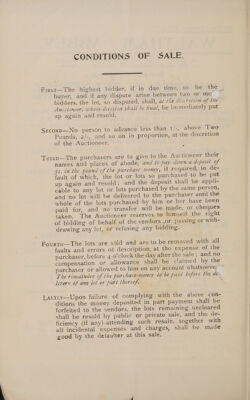 CONDITIONS OF SALE.
FIRST—The highest bidder, if in due time, to be the
buyer, and if any dispute arise between two or more
bidders, the lot, so disputed, shall, at the discretion of the
Auctioneer, whose decision shall be final, be immediately put
up again and resold.
SECOND—No person to advance less than 1/-, above Two
Pounds, 2/-, and so on in proportion, at the discretion
of the Auctioneer.
THIRD—The purchasers are to give to the Auctioneer their
names and places of abode, and to pay down a deposit of
5s. in the pound of the purchase money, if required, in de-
fault of which, the lot or lots so purchased to be put
up again and resold; and the deposit shall be applic-
able to any lot or lots purchased by the same person,
and no lot will be delivered to the purchaser until the
whole of the lots purchased by him or her have been
paid for, and no transfer will be made, or cheques
taken. The Auctioneer reserves to himself the right
of bidding of behalf of the vendors, or passing or with-
drawing any lot, or refusing any bidding.
FOURTH—The lots are sold and are to be removed with all
faults and errors of description, at the expense of the
purchaser, before 4 o'clock the day after the sale; and no
compensation or allowance shall be claimed by the
purchaser or allowed to him on any account whatsoever
The remainder of the purchase-money to be paid before the de-
livery of any lot or part thereof.
LASTLY—Upon failure of complying with the above con-
ditions the money deposited in part payment shall be
forfeited to the vendors, the lots remaining uncleared
shall be resold by public or private sale, and the de-
ficiency (if any) attending such resale, together with
all incidental expenses and charges, shall be made
good by the defaulter at this sale.